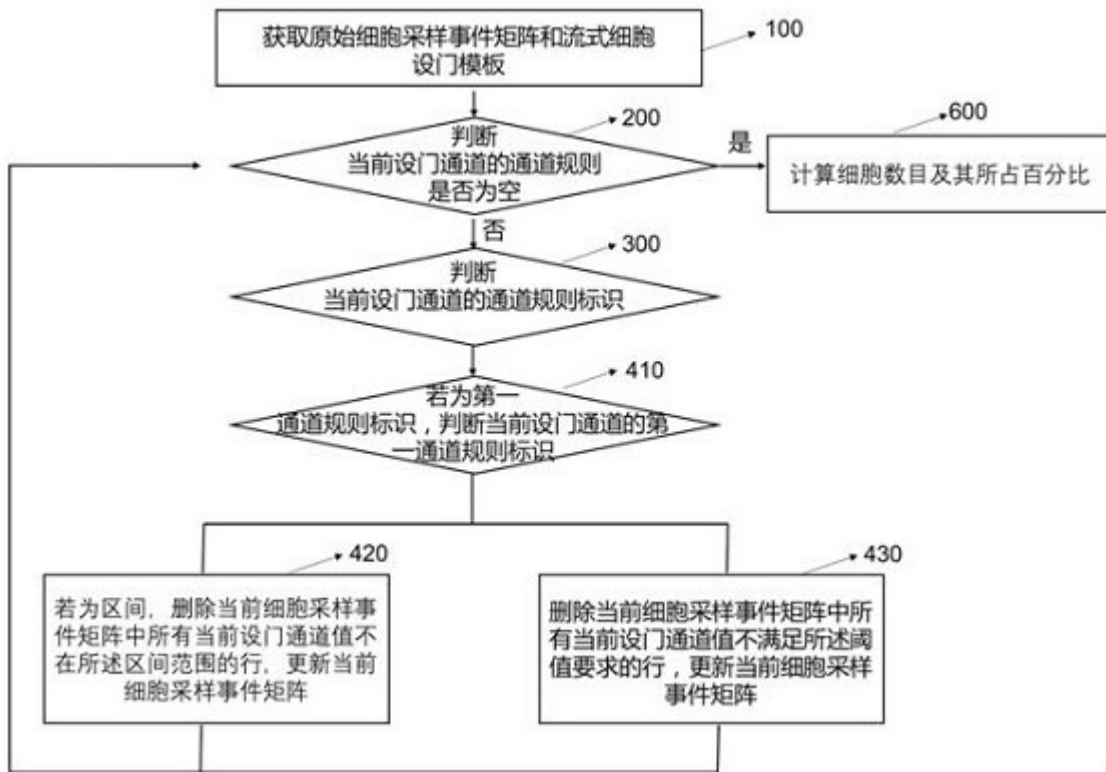 获取原始细胞采样事件矩阵和流式细胞
设门模板
100
判断
当前设门通道的通道规则
是否为空
200
是
600
计算细胞数目及其所占百分比
否
300
判断
当前设门通道的通道规则标识
410
若为第一
通道规则标识，判断当前设门通道的第
一通道规则标识
420
若为区间，删除当前细胞采样事
件矩阵中所有当前设门通道值不
在所述区间范围的行，更新当前
细胞采样事件矩阵
430
删除当前细胞采样事件矩阵中所
有当前设门通道值不满足所述阈
值要求的行，更新当前细胞采样
事件矩阵